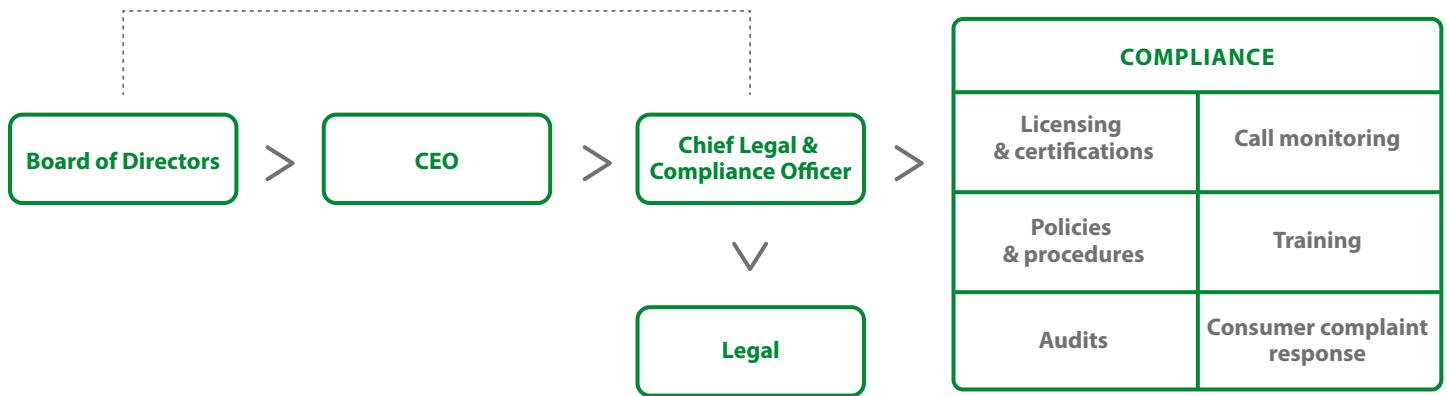 Board of Directors
CEO
Chief Legal &
Compliance Officer
Legal
COMPLIANCE
Licensing
& certifications
Call monitoring
Policies
& procedures
Training
Audits
Consumer complaint
response